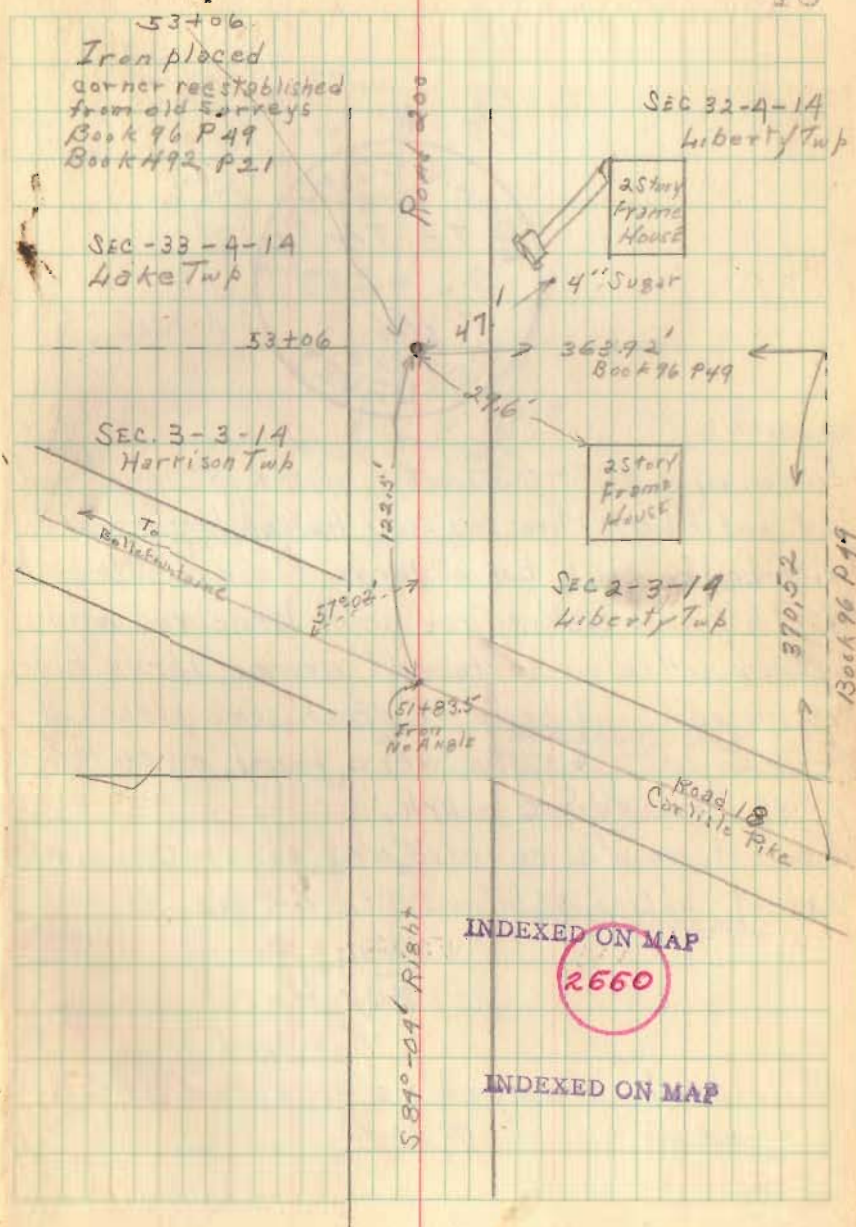 53+06
Iron placed
corner reestablished
from old Surveys
Book 96 P49
Book H92 P21
Road 200
SEC 32-4-14
Liberty Twp
2 Story
Frame
House
SEC-33-4-14
Lake Twp
4" Sugar
47.1
53+06
363.92'
Book 96 P49
SEC. 3-3-14
Harrison Twp
2 Story
Frame
House
122.5'
To
Bellefontaine
57°02'
SEC 2-3-14
Liberty Twp
370.52
Book 96 P49
51+83.5
Iron
No Angle
Road 18
Carlisle Pike
S84°-04' Right
INDEXED ON MAP
2660
INDEXED ON MAP